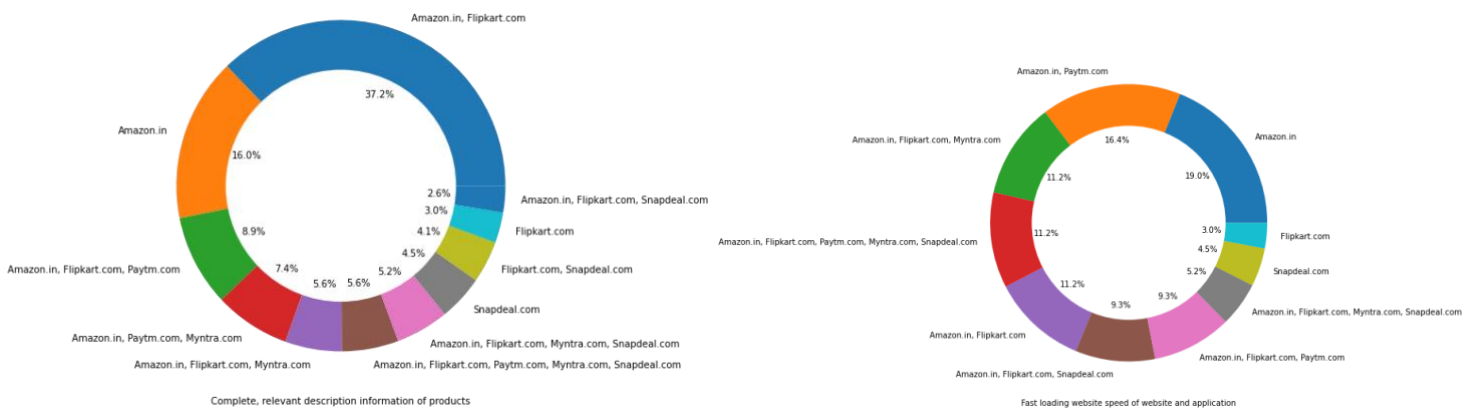 Amazon.in, Flipkart.com
37.2%
Amazon.in
16.0%
2.6%
Amazon.in, Flipkart.com, Snapdeal.com
3.0%
Flipkart.com
8.9%
4.1%
Amazon.in, Flipkart.com, Paytm.com
4.5%
Flipkart.com, Snapdeal.com
7.4%
5.2%
5.6%
5.6%
Snapdeal.com
Amazon.in, Paytm.com, Myntra.com
Amazon.in, Flipkart.com, Myntra.com, Snapdeal.com
Amazon.in, Flipkart.com, Myntra.com
Amazon.in, Flipkart.com, Paytm.com, Myntra.com, Snapdeal.com
Complete, relevant description information of products
Amazon.in, Paytm.com
Amazon.in
16.4%
Amazon.in, Flipkart.com, Myntra.com
11.2%
19.0%
Amazon.in, Flipkart.com, Paytm.com, Myntra.com, Snapdeal.com
11.2%
3.0%
Flipkart.com
4.5%
Snapdeal.com
11.2%
5.2%
9.3%
9.3%
Amazon.in, Flipkart.com, Myntra.com, Snapdeal.com
Amazon.in, Flipkart.com
Amazon.in, Flipkart.com, Paytm.com
Amazon.in, Flipkart.com, Snapdeal.com
Fast loading website speed of website and application